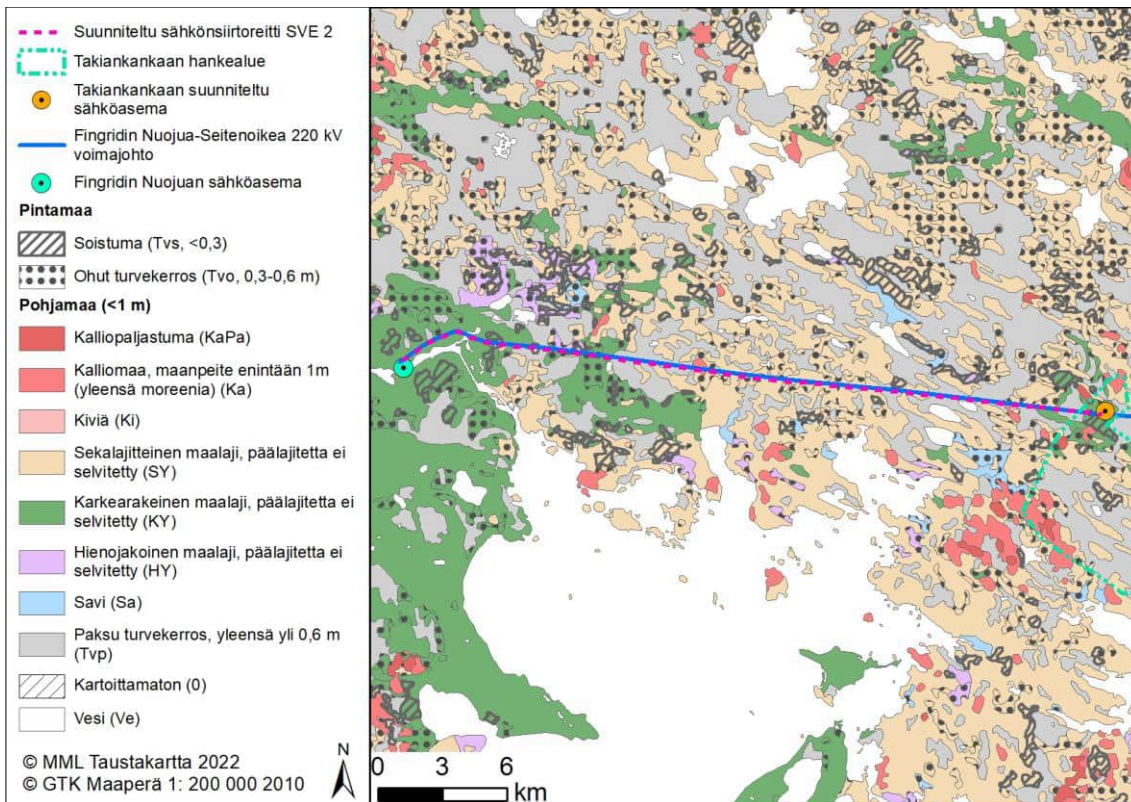 Suunniteltu sähkönsiirtoreitti SVE 2
Takiankankaan hankealue
Takiankankaan suunniteltu
sähköasema
Fingridin Nuojua-Seitenoikea 220 kV
voimajohto
Fingridin Nuojuan sähköasema
Pintamaa
Soistuma (Tvs, <0,3)
Ohut turvekerros (Tvo, 0,3-0,6 m)
Pohjamaa (<1 m)
Kalliopaljastuma (KaPa)
Kalliomaa, maanpeite enintään 1m
(yleensä moreenia) (Ka)
Kiviä (Ki)
Sekalajitteinen maalaji, päälajitetta ei
selvitetty (SY)
Karkearakeinen maalaji, päälajitetta ei
selvitetty (KY)
Hienojakoinen maalaji, päälajitetta ei
selvitetty (HY)
Savi (Sa)
Paksu turvekerros, yleensä yli 0,6 m
(Tvp)
Kartoittamaton (0)
Vesi (Ve)
© MML Taustakartta 2022
© GTK Maaperä 1: 200 000 2010
N
0 3 6
km